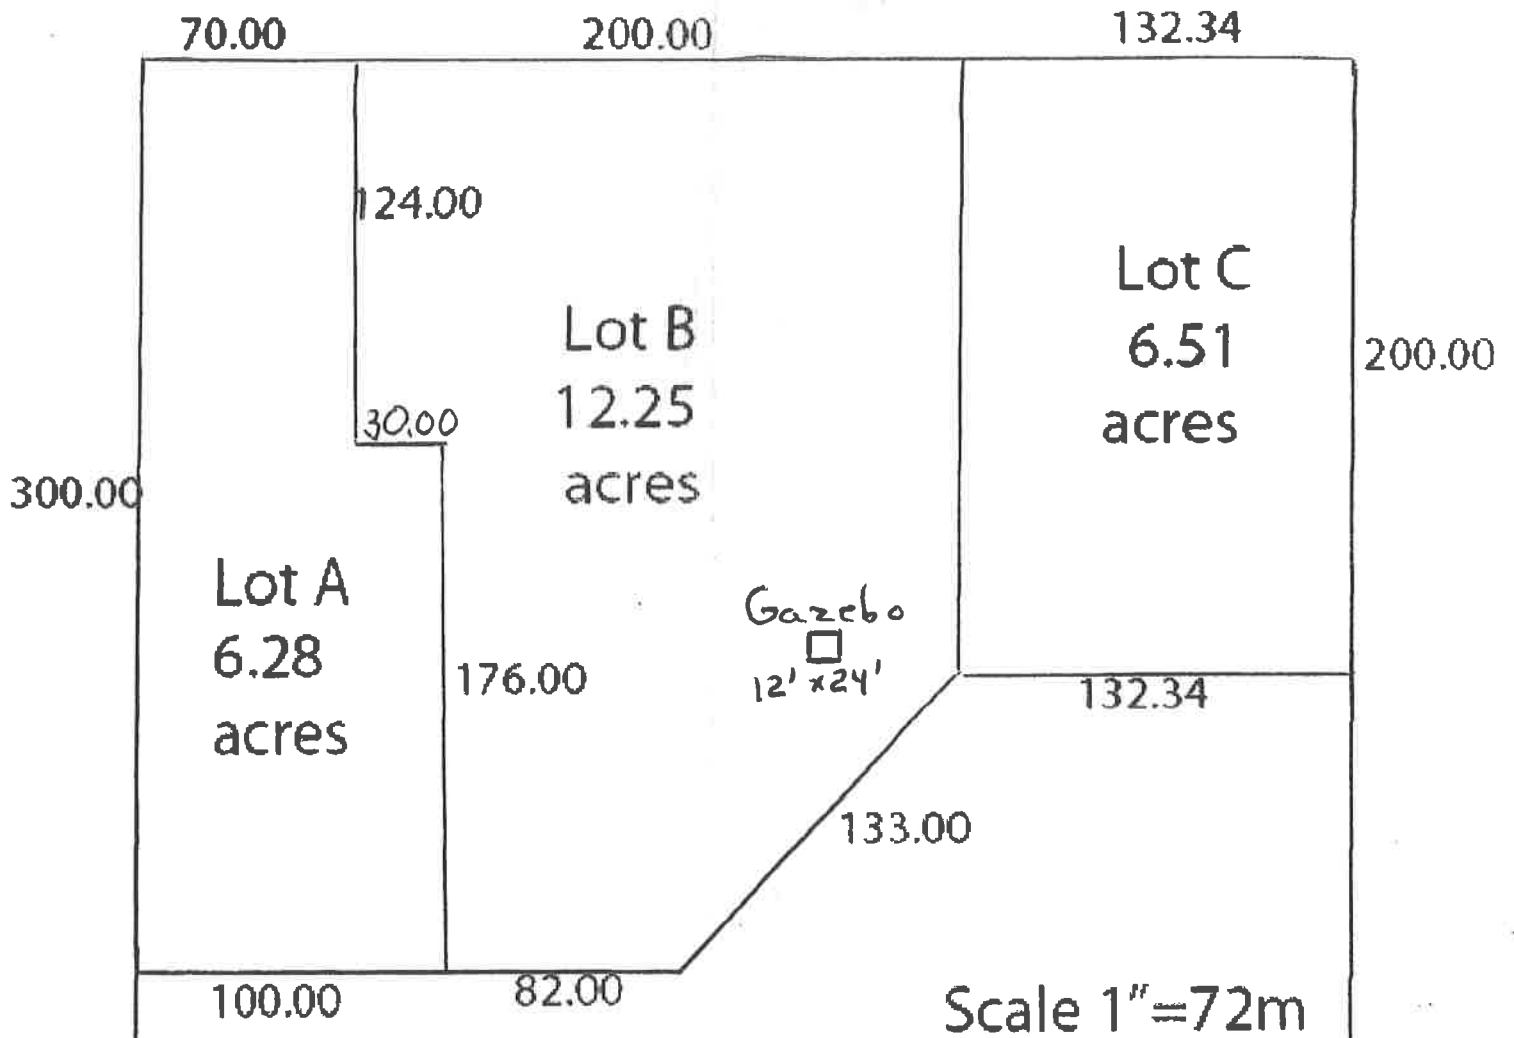 70.00
200.00
132.34
124.00
Lot C
6.51
acres
200.00
Lot B
12.25
acres
30.00
300.00
Lot A
6.28
acres
176.00
Gazebo
12' x24'
132.34
133.00
100.00
82.00
Scale 1"=72m